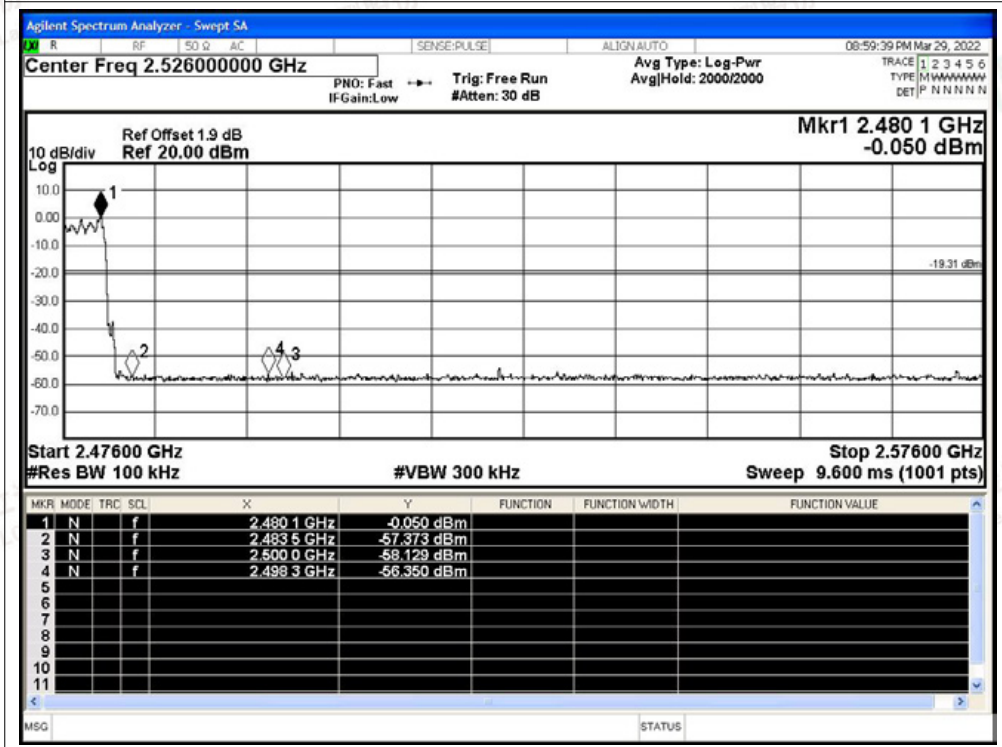 Agilent Spectrum Analyzer - Swept SA
LXI R RF 50 Ω AC SENSE:PULSE ALIGN AUTO 08:59:39 PM Mar 29, 2022
Center Freq 2.526000000 GHz
PNO: Fast
IFGain:Low
Trig: Free Run
#Atten: 30 dB
Avg Type: Log-Pwr
Avg|Hold: 2000/2000
TRACE 1 2 3 4 5 6
TYPE M WWWWW
DET P N N N N N
Mkr1 2.480 1 GHz
-0.050 dBm
Ref Offset 1.9 dB
10 dB/div Ref 20.00 dBm
Log
10.0
0.00
-10.0
-20.0
-30.0
-40.0
-50.0
-60.0
-70.0
1
2
4
3
-19.31 dBm
Start 2.47600 GHz Stop 2.57600 GHz
#Res BW 100 kHz #VBW 300 kHz Sweep 9.600 ms (1001 pts)
MKR MODE TRC SCL X Y FUNCTION FUNCTION WIDTH FUNCTION VALUE
1 N f 2.480 1 GHz -0.050 dBm
2 N f 2.483 5 GHz -57.373 dBm
3 N f 2.500 0 GHz -58.129 dBm
4 N f 2.498 3 GHz -56.350 dBm
5
6
7
8
9
10
11
MSG STATUS